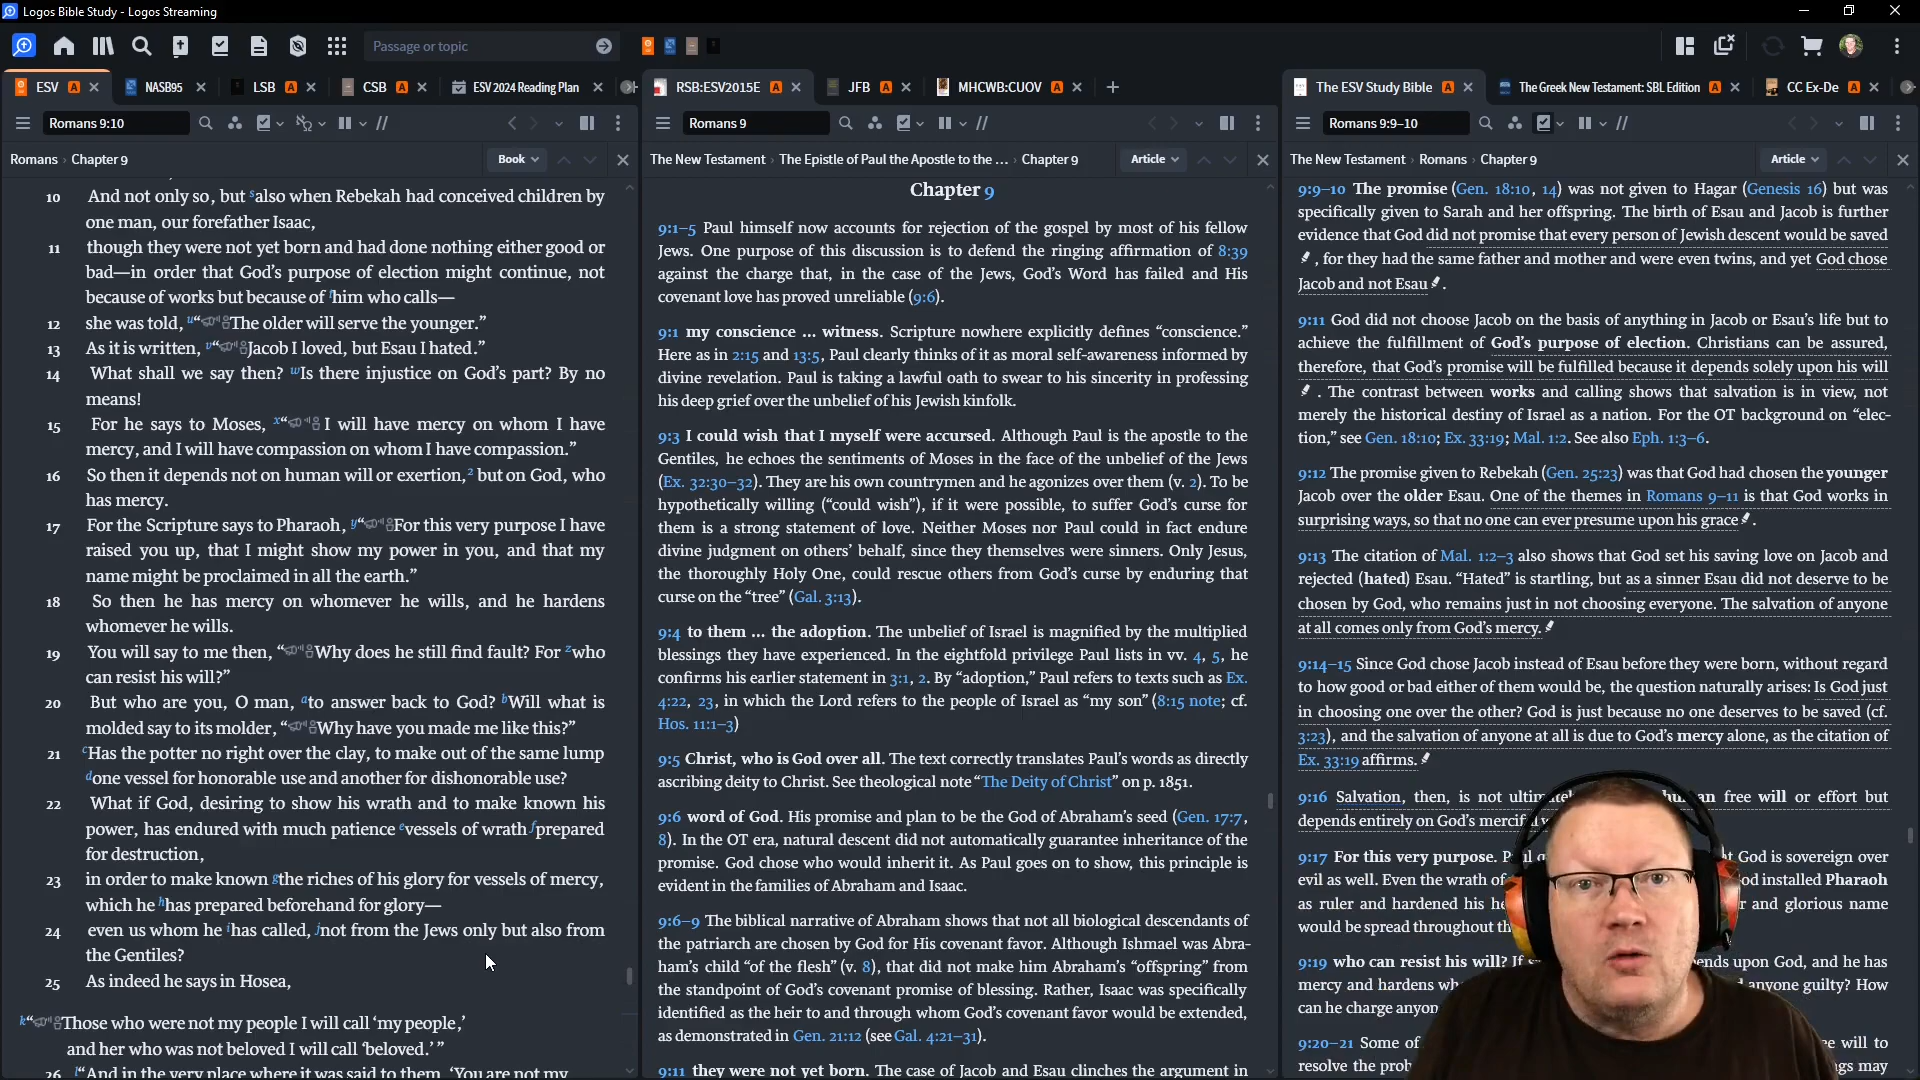 Logos Bible Study - Logos Streaming
Passage or topic
ESV A
NASB95
LSB A
CSB A
ESV 2024 Reading Plan
RSB:ESV2015E A
JFB A
MHCWB:CUOV A
The ESV Study Bible A
The Greek New Testament: SBL Edition A
CC Ex-De A
Romans 9:10
Romans 9
Romans 9:9–10
Romans › Chapter 9
Book
The New Testament › The Epistle of Paul the Apostle to the ... › Chapter 9
Article
The New Testament › Romans › Chapter 9
Article
10 And not only so, but salso when Rebekah had conceived children by
one man, our forefather Isaac,
11 though they were not yet born and had done nothing either good or
bad—in order that God's purpose of election might continue, not
because of works but because of thim who calls—
12 she was told, u“The older will serve the younger.”
13 As it is written, v“Jacob I loved, but Esau I hated.”
14 What shall we say then? wIs there injustice on God's part? By no
means!
15 For he says to Moses, x“I will have mercy on whom I have
mercy, and I will have compassion on whom I have compassion.”
16 So then it depends not on human will or exertion,2 but on God, who
has mercy.
17 For the Scripture says to Pharaoh, y“For this very purpose I have
raised you up, that I might show my power in you, and that my
name might be proclaimed in all the earth.”
18 So then he has mercy on whomever he wills, and he hardens
whomever he wills.
19 You will say to me then, “Why does he still find fault? For zwho
can resist his will?”
20 But who are you, O man, ato answer back to God? bWill what is
molded say to its molder, “Why have you made me like this?”
21 cHas the potter no right over the clay, to make out of the same lump
done vessel for honorable use and another for dishonorable use?
22 What if God, desiring to show his wrath and to make known his
power, has endured with much patience evessels of wrath fprepared
for destruction,
23 in order to make known gthe riches of his glory for vessels of mercy,
which he hhas prepared beforehand for glory—
24 even us whom he ihas called, jnot from the Jews only but also from
the Gentiles?
25 As indeed he says in Hosea,
k“Those who were not my people I will call ‘my people,’
and her who was not beloved I will call ‘beloved.’ ”
26 l“And in the very place where it was said to them, ‘You are not my
Chapter 9
9:1–5 Paul himself now accounts for rejection of the gospel by most of his fellow
Jews. One purpose of this discussion is to defend the ringing affirmation of 8:39
against the charge that, in the case of the Jews, God's Word has failed and His
covenant love has proved unreliable (9:6).
9:1 my conscience ... witness. Scripture nowhere explicitly defines “conscience.”
Here as in 2:15 and 13:5, Paul clearly thinks of it as moral self-awareness informed by
divine revelation. Paul is taking a lawful oath to swear to his sincerity in professing
his deep grief over the unbelief of his Jewish kinfolk.
9:3 I could wish that I myself were accursed. Although Paul is the apostle to the
Gentiles, he echoes the sentiments of Moses in the face of the unbelief of the Jews
(Ex. 32:30–32). They are his own countrymen and he agonizes over them (v. 2). To be
hypothetically willing (“could wish”), if it were possible, to suffer God's curse for
them is a strong statement of love. Neither Moses nor Paul could in fact endure
divine judgment on others' behalf, since they themselves were sinners. Only Jesus,
the thoroughly Holy One, could rescue others from God's curse by enduring that
curse on the “tree” (Gal. 3:13).
9:4 to them ... the adoption. The unbelief of Israel is magnified by the multiplied
blessings they have experienced. In the eightfold privilege Paul lists in vv. 4, 5, he
confirms his earlier statement in 3:1, 2. By “adoption,” Paul refers to texts such as Ex.
4:22, 23, in which the Lord refers to the people of Israel as “my son” (8:15 note; cf.
Hos. 11:1–3)
9:5 Christ, who is God over all. The text correctly translates Paul's words as directly
ascribing deity to Christ. See theological note “The Deity of Christ” on p. 1851.
9:6 word of God. His promise and plan to be the God of Abraham's seed (Gen. 17:7,
8). In the OT era, natural descent did not automatically guarantee inheritance of the
promise. God chose who would inherit it. As Paul goes on to show, this principle is
evident in the families of Abraham and Isaac.
9:6–9 The biblical narrative of Abraham shows that not all biological descendants of
the patriarch are chosen by God for His covenant favor. Although Ishmael was Abra-
ham's child “of the flesh” (v. 8), that did not make him Abraham's “offspring” from
the standpoint of God's covenant promise of blessing. Rather, Isaac was specifically
identified as the heir to and through whom God's covenant favor would be extended,
as demonstrated in Gen. 21:12 (see Gal. 4:21–31).
9:11 they were not yet born. The case of Jacob and Esau clinches the argument in
9:9–10 The promise (Gen. 18:10, 14) was not given to Hagar (Genesis 16) but was
specifically given to Sarah and her offspring. The birth of Esau and Jacob is further
evidence that God did not promise that every person of Jewish descent would be saved
, for they had the same father and mother and were even twins, and yet God chose
Jacob and not Esau.
9:11 God did not choose Jacob on the basis of anything in Jacob or Esau's life but to
achieve the fulfillment of God's purpose of election. Christians can be assured,
therefore, that God's promise will be fulfilled because it depends solely upon his will
. The contrast between works and calling shows that salvation is in view, not
merely the historical destiny of Israel as a nation. For the OT background on “elec-
tion,” see Gen. 18:10; Ex. 33:19; Mal. 1:2. See also Eph. 1:3–6.
9:12 The promise given to Rebekah (Gen. 25:23) was that God had chosen the younger
Jacob over the older Esau. One of the themes in Romans 9–11 is that God works in
surprising ways, so that no one can ever presume upon his grace.
9:13 The citation of Mal. 1:2–3 also shows that God set his saving love on Jacob and
rejected (hated) Esau. “Hated” is startling, but as a sinner Esau did not deserve to be
chosen by God, who remains just in not choosing everyone. The salvation of anyone
at all comes only from God's mercy.
9:14–15 Since God chose Jacob instead of Esau before they were born, without regard
to how good or bad either of them would be, the question naturally arises: Is God just
in choosing one over the other? God is just because no one deserves to be saved (cf.
3:23), and the salvation of anyone at all is due to God's mercy alone, as the citation of
Ex. 33:19 affirms.
9:16 Salvation, then, is not free will or effort but
depends entirely on God's
9:17 For this very purpose. God is sovereign over
evil as well. Even the wrath of installed Pharaoh
as ruler and hardened his and glorious name
would be spread throughout
9:19 who can resist his will? If upon God, and he has
mercy and hardens anyone guilty? How
can he charge
9:20–21 Some of will to
resolve the may